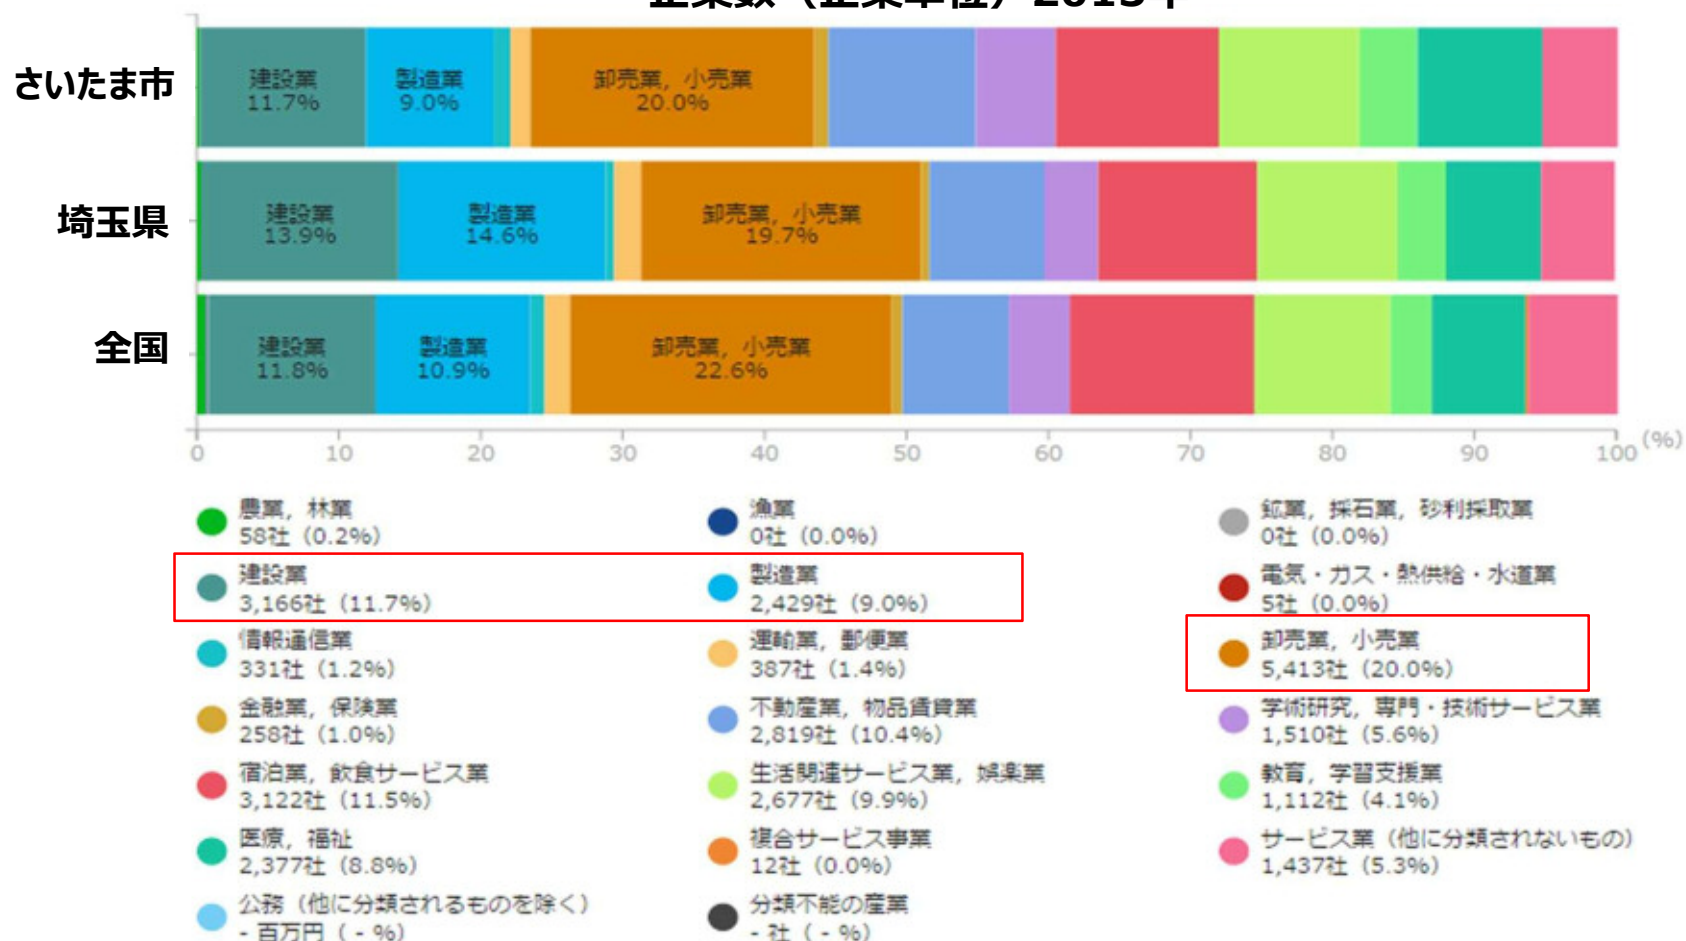 さいたま市
建設業
11.7%
製造業
9.0%
卸売業，小売業
20.0%
埼玉県
建設業
13.9%
製造業
14.6%
卸売業，小売業
19.7%
全国
建設業
11.8%
製造業
10.9%
卸売業，小売業
22.6%
0 10 20 30 40 50 60 70 80 90 100 (%)
農業，林業
58社（0.2%）
漁業
0社（0.0%）
鉱業，採石業，砂利採取業
0社（0.0%）
建設業
3,166社（11.7%）
製造業
2,429社（9.0%）
電気・ガス・熱供給・水道業
5社（0.0%）
情報通信業
331社（1.2%）
運輸業，郵便業
387社（1.4%）
卸売業，小売業
5,413社（20.0%）
金融業，保険業
258社（1.0%）
不動産業，物品賃貸業
2,819社（10.4%）
学術研究，専門・技術サービス業
1,510社（5.6%）
宿泊業，飲食サービス業
3,122社（11.5%）
生活関連サービス業，娯楽業
2,677社（9.9%）
教育，学習支援業
1,112社（4.1%）
医療，福祉
2,377社（8.8%）
複合サービス事業
12社（0.0%）
サービス業（他に分類されないもの）
1,437社（5.3%）
公務（他に分類されるものを除く）
- 百万円（ - %）
分類不能の産業
- 社（ - %）